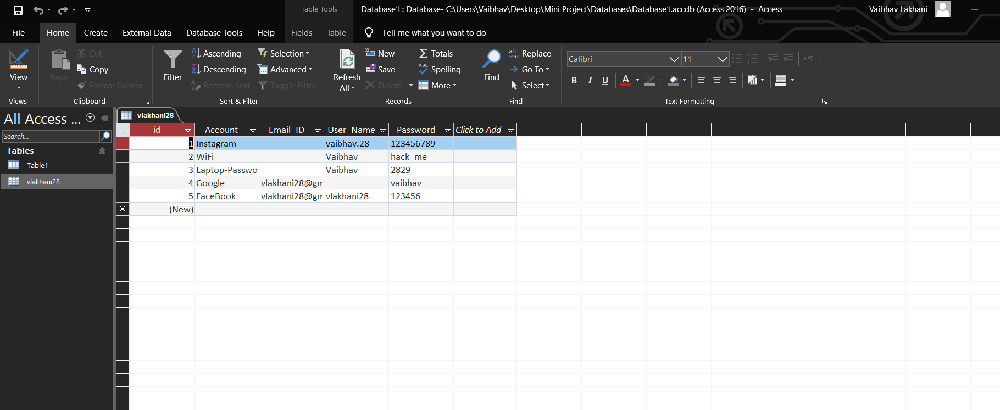 Table Tools
Database1 : Database- C:\Users\Vaibhav\Desktop\Mini Project\Databases\Database1.accdb (Access 2016) - Access
Vaibhav Lakhani
File Home Create External Data Database Tools Help Fields Table Tell me what you want to do
View
Views
Paste
Cut
Copy
Format Painter
Clipboard
Filter
Ascending
Descending
Remove Sort
Selection
Advanced
Toggle Filter
Sort & Filter
Refresh
All
New
Save
Delete
Totals
Spelling
More
Records
Find
Replace
Go To
Select
Find
Calibri 11
B I U A
Text Formatting
All Access ...
Search...
Tables
Table1
vlakhani28
vlakhani28
id Account Email_ID User_Name Password Click to Add
1 Instagram vaibhav.28 123456789
2 WiFi Vaibhav hack_me
3 Laptop-Passwo Vaibhav 2829
4 Google vlakhani28@gm vaibhav
5 FaceBook vlakhani28@gm vlakhani28 123456
(New)